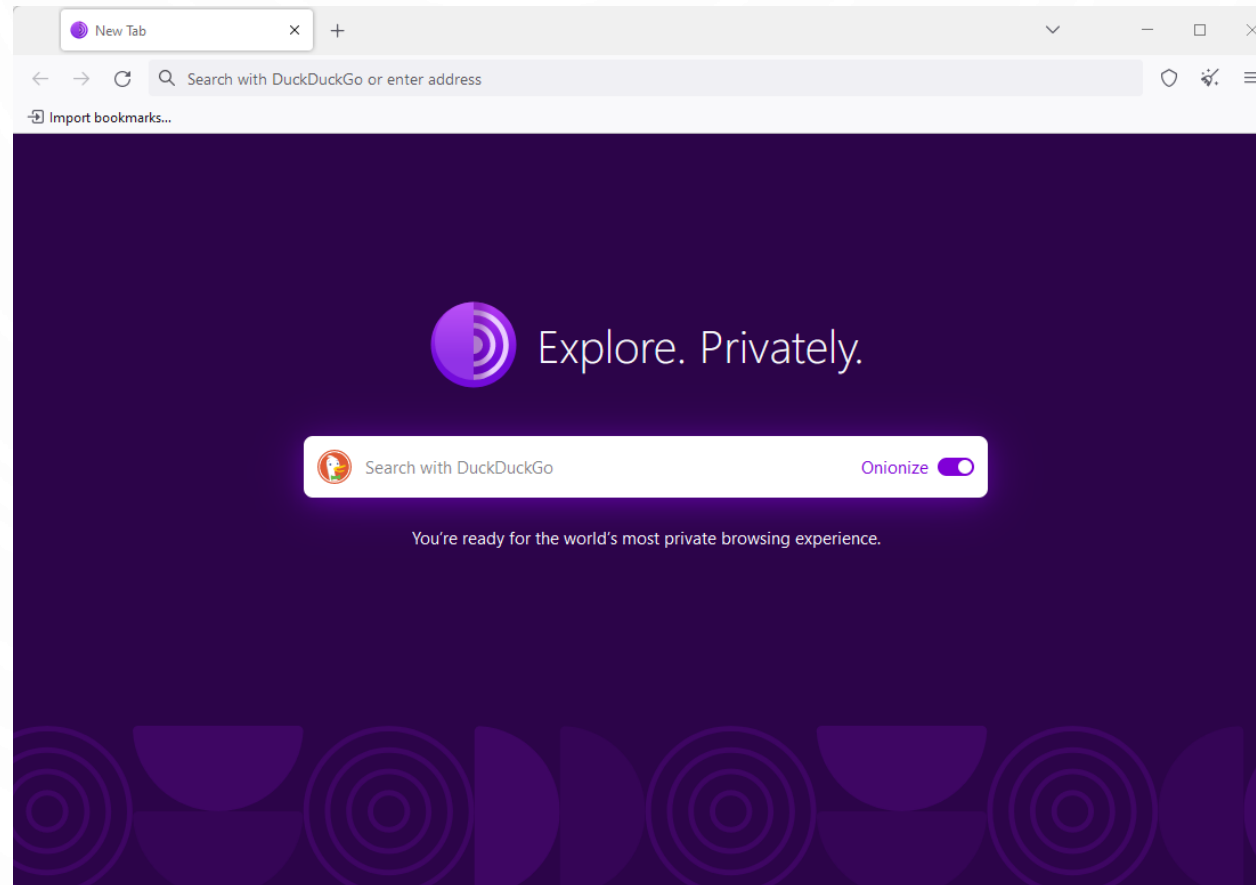 New Tab
Search with DuckDuckGo or enter address
Import bookmarks...
Explore. Privately.
Search with DuckDuckGo Onionize
You’re ready for the world’s most private browsing experience.